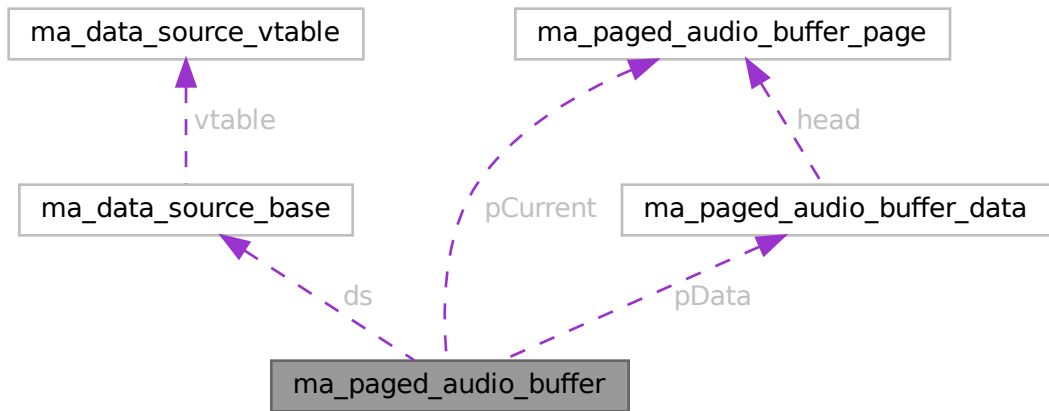 ma_data_source_vtable
ma_paged_audio_buffer_page
vtable
head
ma_data_source_base
pCurrent
ma_paged_audio_buffer_data
ds
pData
ma_paged_audio_buffer